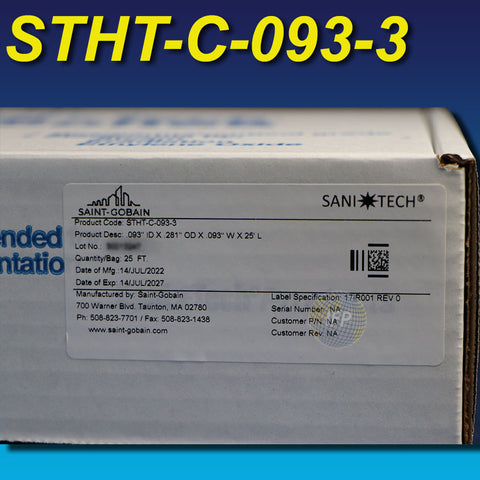 STHT-C-093-3
Ethylene Oxide
ended
ntatio
SAINT-GOBAIN
SANI TECH®
Product Code: STHT-C-093-3
Product Desc: .093" ID X .281" OD X .093" W X 25' L
Lot No.:
Quantity/Bag: 25 FT.
Date of Mfg: 14/JUL/2022
Date of Exp: 14/JUL/2027
Manufactured by: Saint-Gobain
700 Warner Blvd. Taunton, MA 02780
Ph: 508-823-7701 / Fax: 508-823-1438
www.saint-gobain.com
Label Specification: 17/R001 REV 0
Serial Number: NA
Customer P/N: NA
Customer Rev: NA